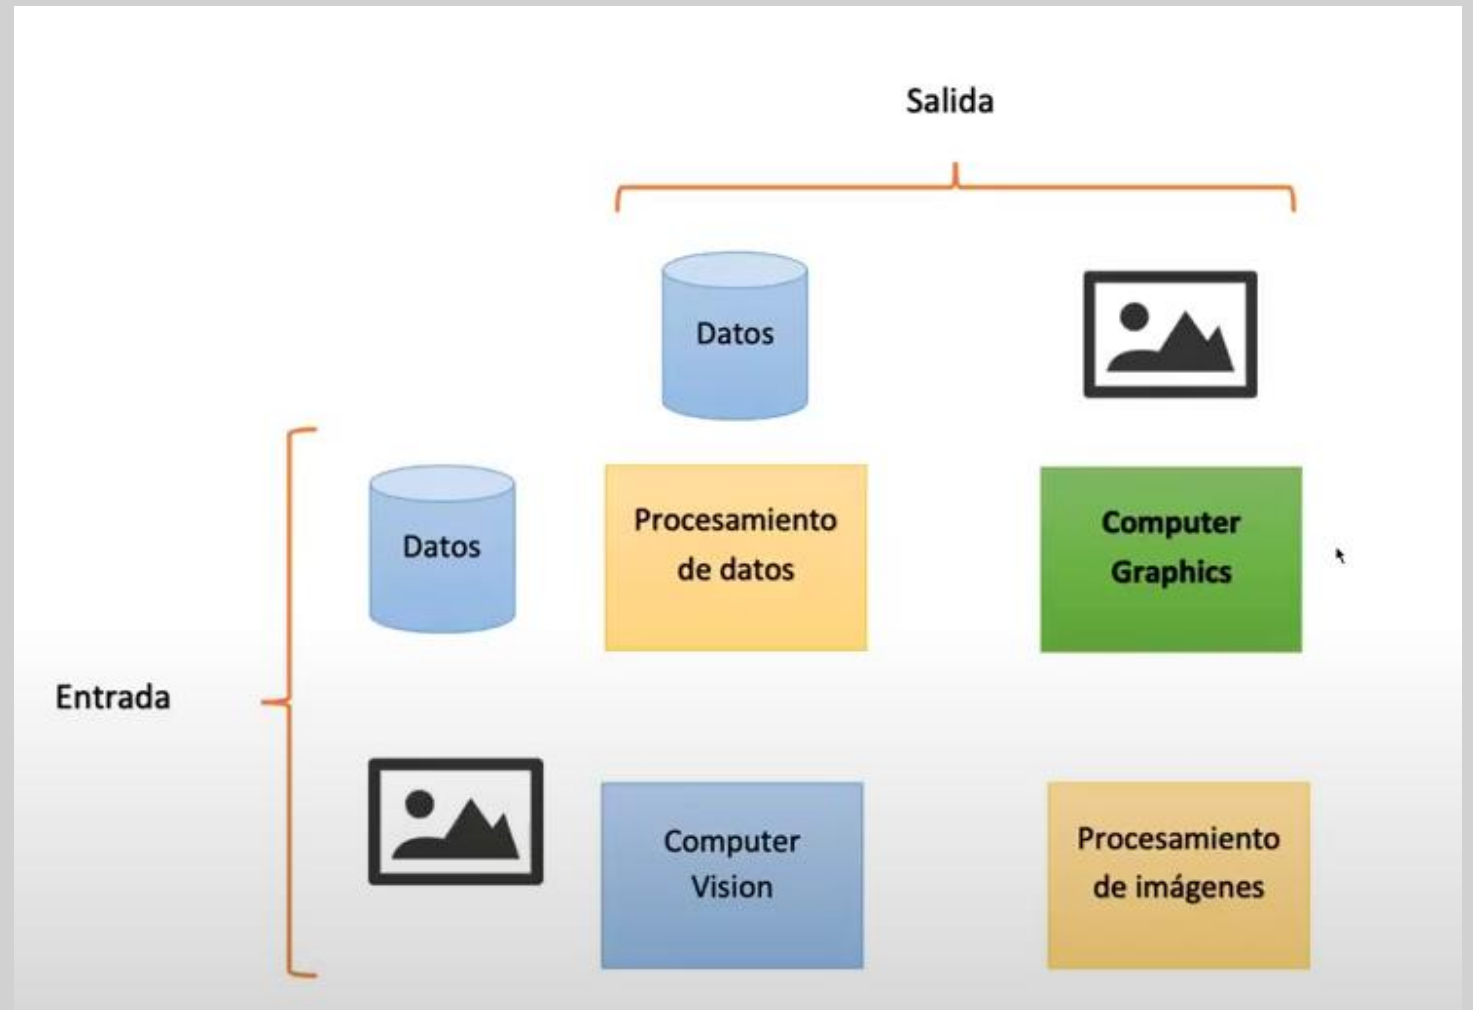 Salida
Datos
Datos
Procesamiento
de datos
Computer
Graphics
Entrada
Computer
Vision
Procesamiento
de imágenes